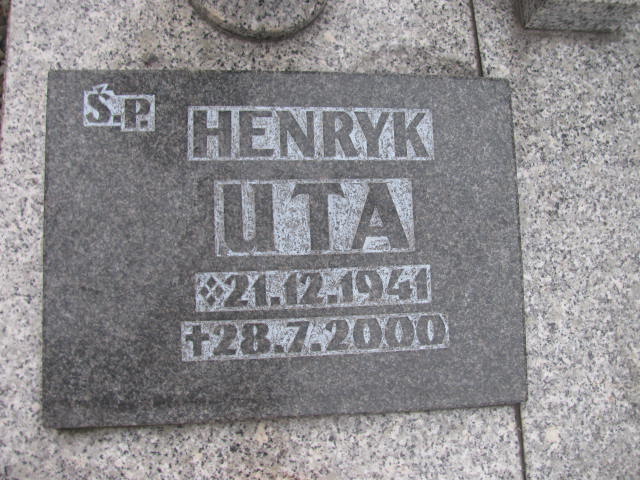 Ś.P. HENRYK
UTA
※21.12.1941
†28.7.2000